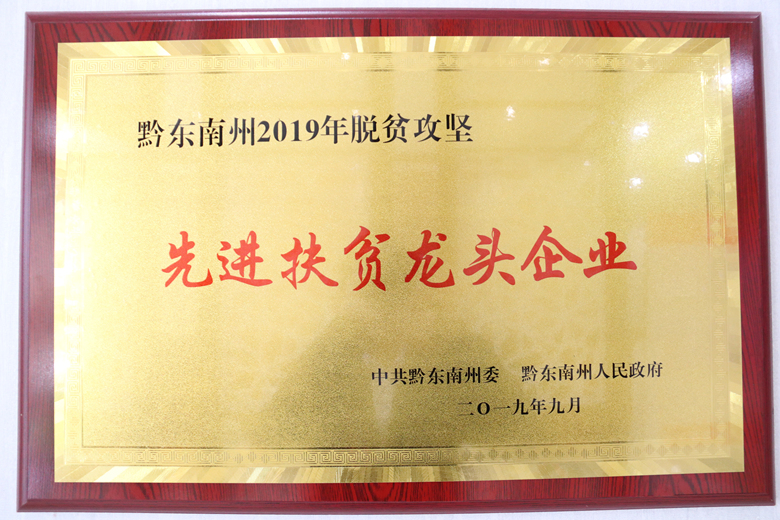 黔东南州2019年脱贫攻坚
先进扶贫龙头企业
中共黔东南州委 黔东南州人民政府
二O一九年九月